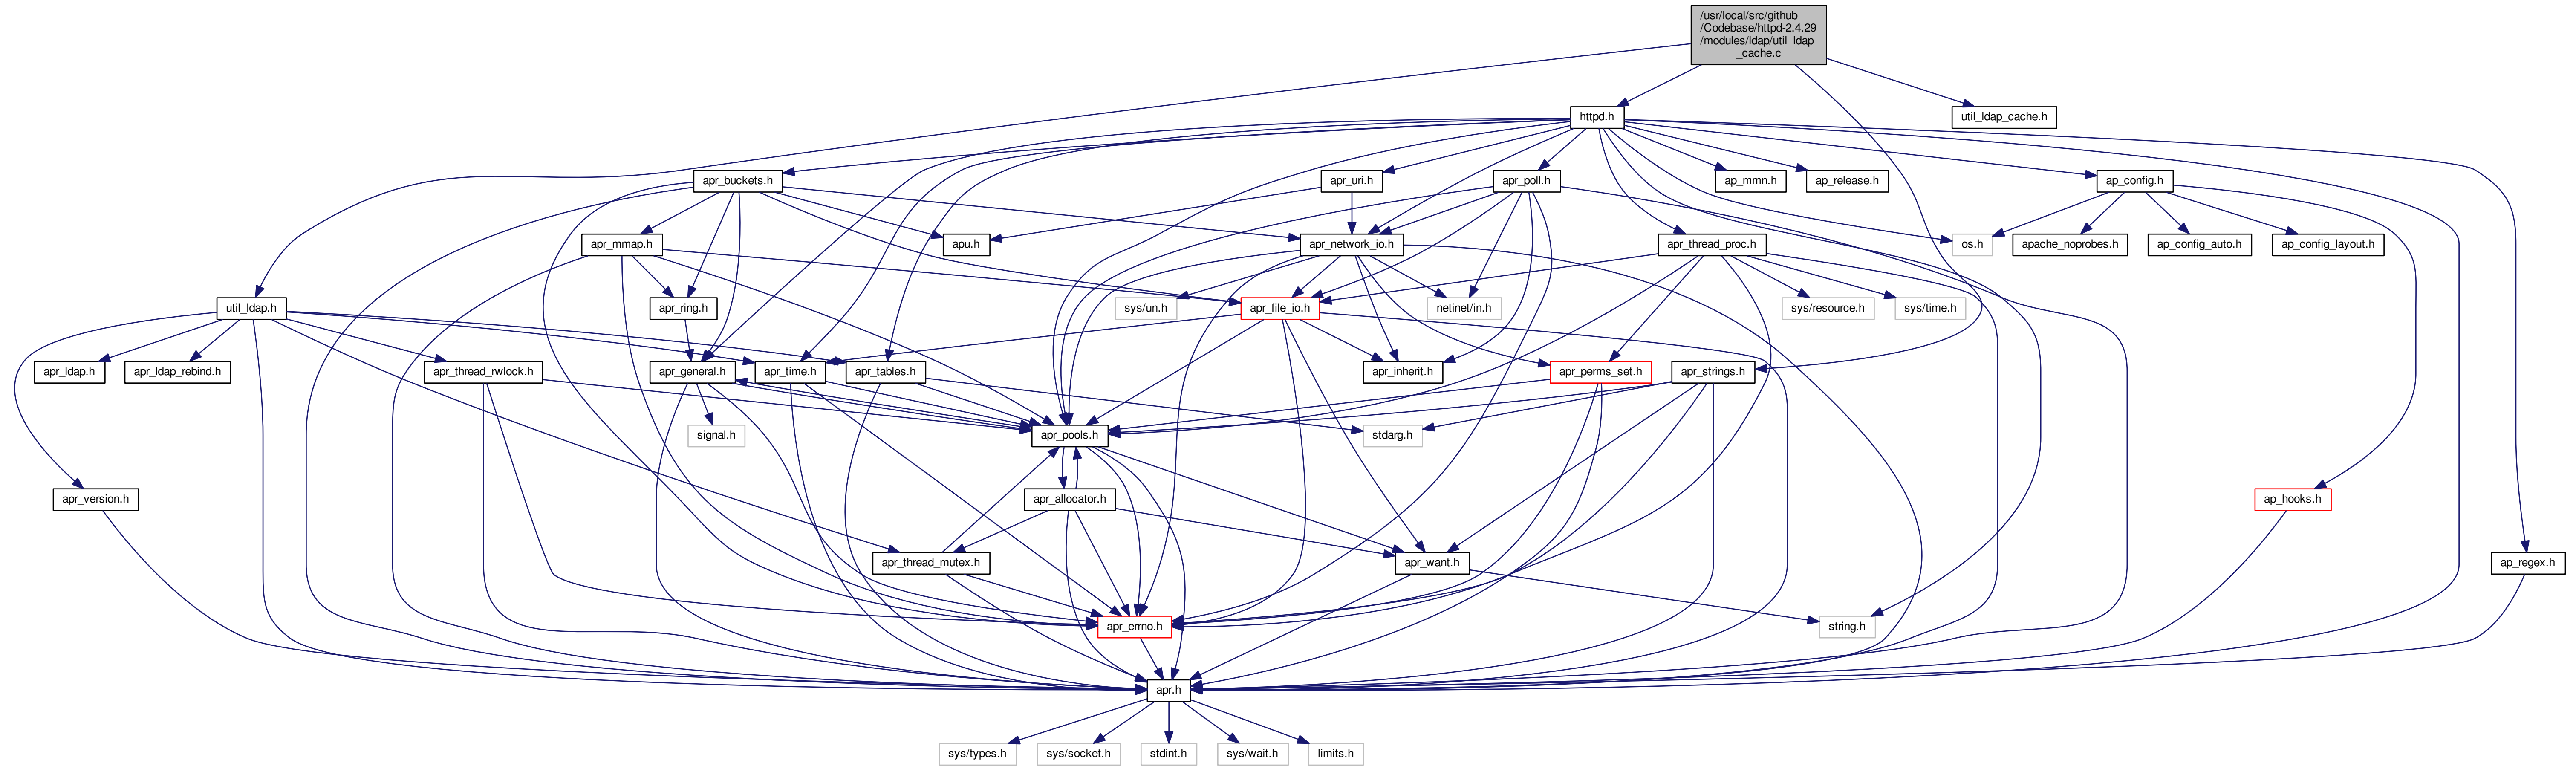 /usr/local/src/github
/Codebase/httpd-2.4.29
/modules/ldap/util_ldap
_cache.c
httpd.h
util_ldap_cache.h
apr_buckets.h
apr_uri.h
apr_poll.h
ap_mmn.h
ap_release.h
ap_config.h
apr_mmap.h
apu.h
apr_network_io.h
apr_thread_proc.h
os.h
apache_noprobes.h
ap_config_auto.h
ap_config_layout.h
util_ldap.h
apr_ring.h
sys/un.h
apr_file_io.h
netinet/in.h
sys/resource.h
sys/time.h
apr_ldap.h
apr_ldap_rebind.h
apr_thread_rwlock.h
apr_general.h
apr_time.h
apr_tables.h
apr_inherit.h
apr_perms_set.h
apr_strings.h
signal.h
apr_pools.h
stdarg.h
apr_version.h
apr_allocator.h
ap_hooks.h
apr_thread_mutex.h
apr_want.h
ap_regex.h
apr_errno.h
string.h
apr.h
sys/types.h
sys/socket.h
stdint.h
sys/wait.h
limits.h